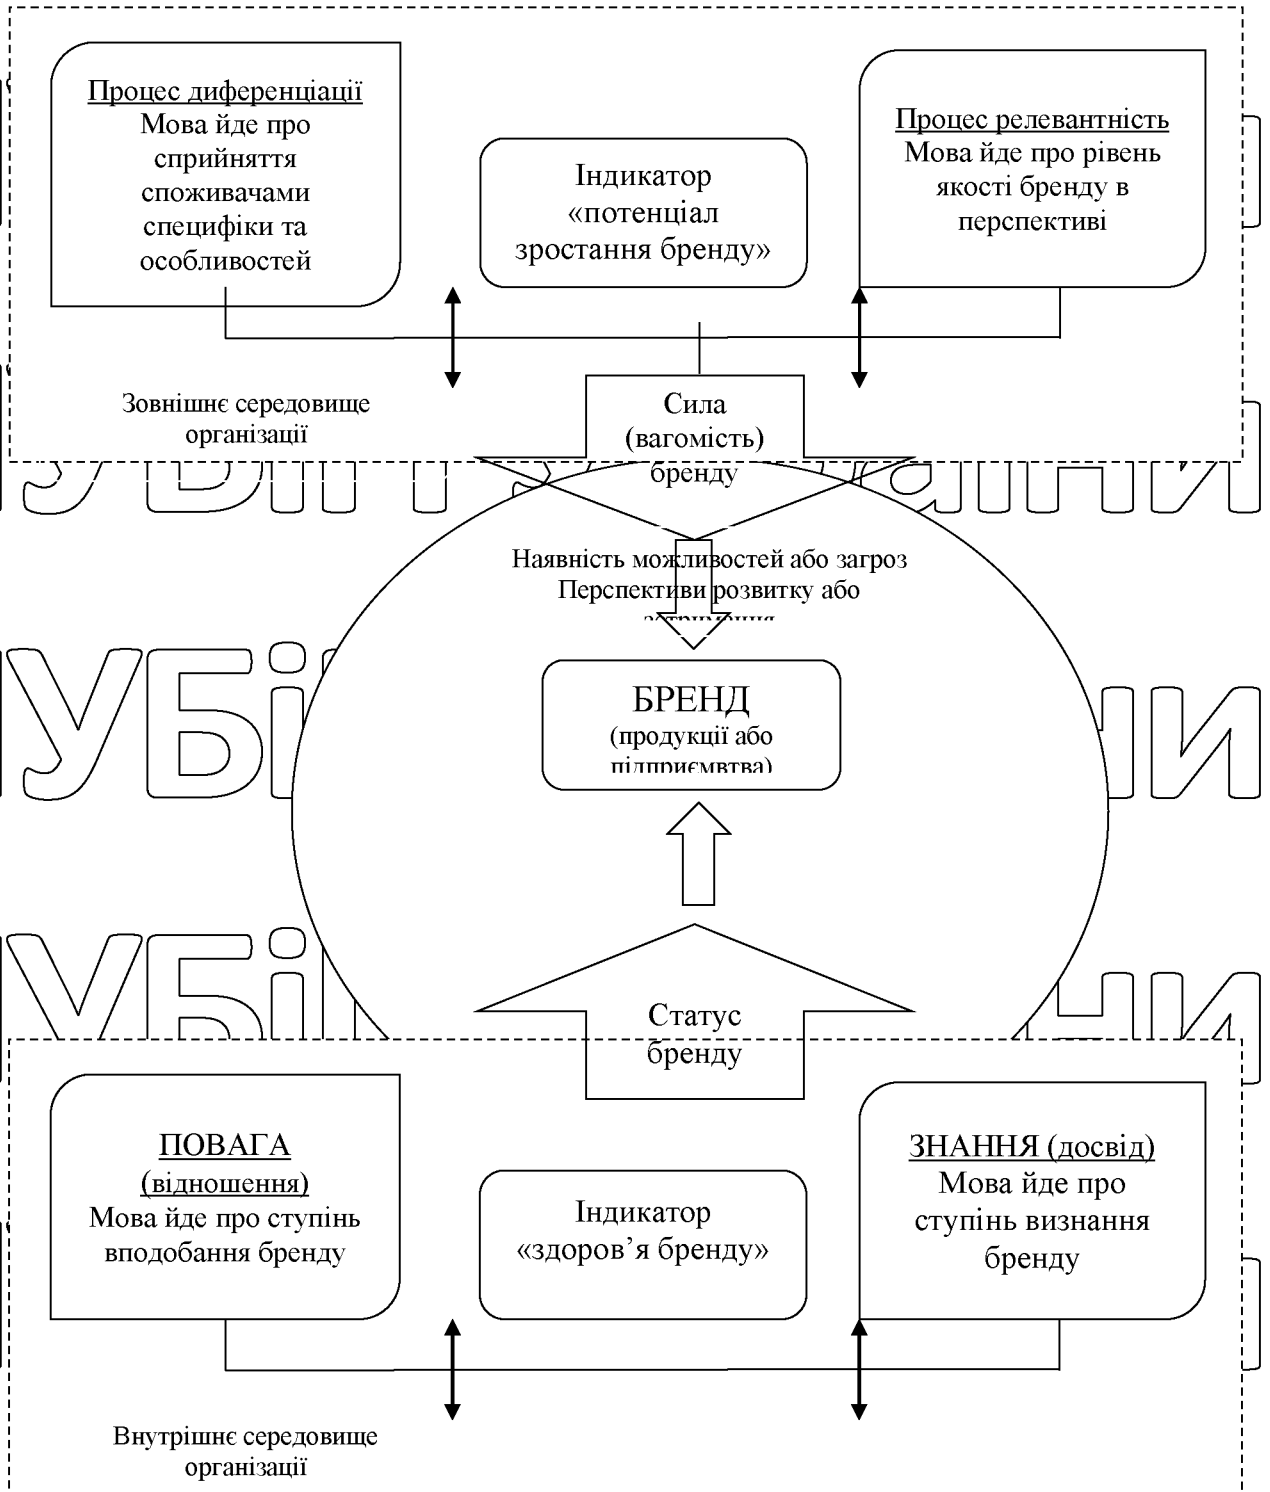 Процес диференціації
Мова йде про
сприйняття
споживачами
специфіки та
особливостей
Індикатор
«потенціал
зростання бренду»
Процес релевантність
Мова йде про рівень
якості бренду в
перспективі
Зовнішнє середовище
організації
Сила
(вагомість)
бренду
Наявність можливостей або загроз
Перспективи розвитку або
БРЕНД
(продукції або
підприємвтва)
Статус
бренду
ПОВАГА
(відношення)
Мова йде про ступінь
вподобання бренду
Індикатор
«здоров’я бренду»
ЗНАННЯ (досвід)
Мова йде про
ступінь визнання
бренду
Внутрішнє середовище
організації